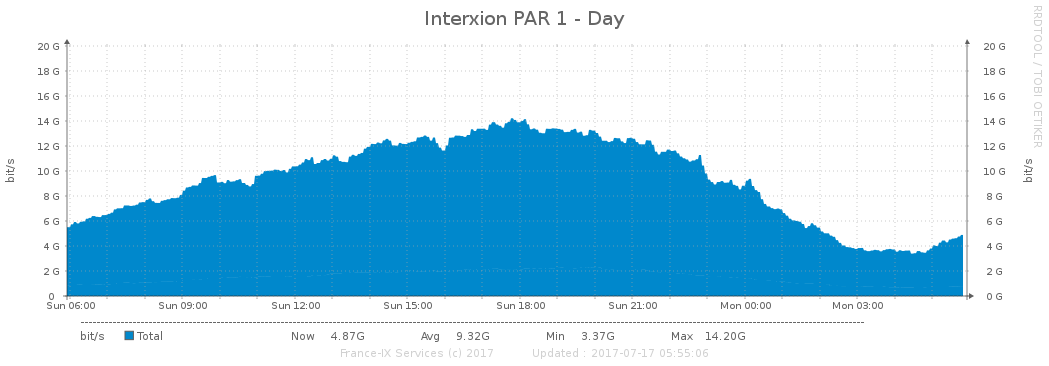 Interxion PAR 1 - Day
RRDTOOL / TOBI OETIKER
20 G 20 G
18 G 18 G
16 G 16 G
14 G 14 G
12 G 12 G
10 G 10 G
8 G 8 G
6 G 6 G
4 G 4 G
2 G 2 G
0 0 G
bit/s
bit/s
Sun 06:00 Sun 09:00 Sun 12:00 Sun 15:00 Sun 18:00 Sun 21:00 Mon 00:00 Mon 03:00
bit/s Total Now 4.87G Avg 9.32G Min 3.37G Max 14.20G
France-IX Services (c) 2017 Updated : 2017-07-17 05:55:06